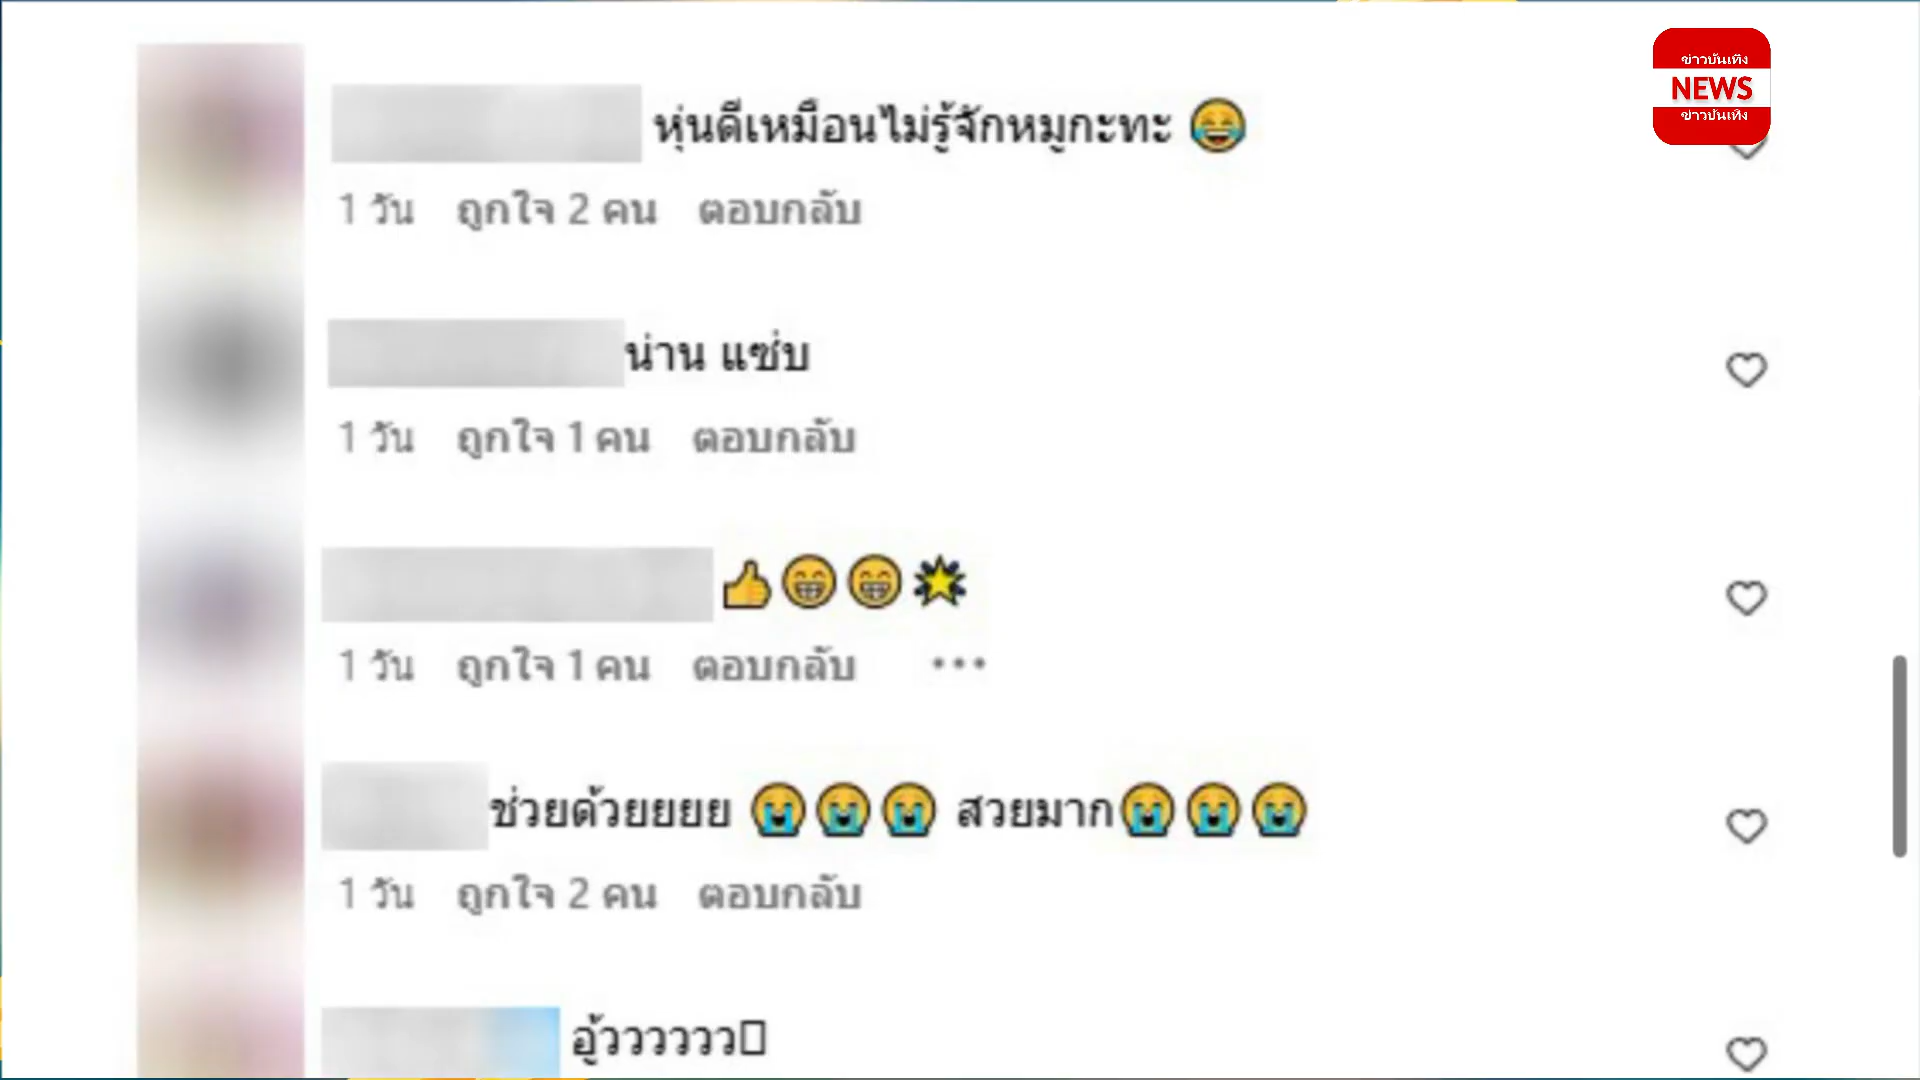 ข่าวบันเทิง
NEWS
ข่าวบันเทิง
หุ่นดีเหมือนไม่รู้จักหมูกะทะ 😂
1 วัน ถูกใจ 2 คน ตอบกลับ
น่าน แซ่บ
1 วัน ถูกใจ 1 คน ตอบกลับ
👍😁😁🌟
1 วัน ถูกใจ 1 คน ตอบกลับ •••
ช่วยด้วยยยย 😭😭😭 สวยมาก😭😭😭
1 วัน ถูกใจ 2 คน ตอบกลับ
อู้วววววว▯